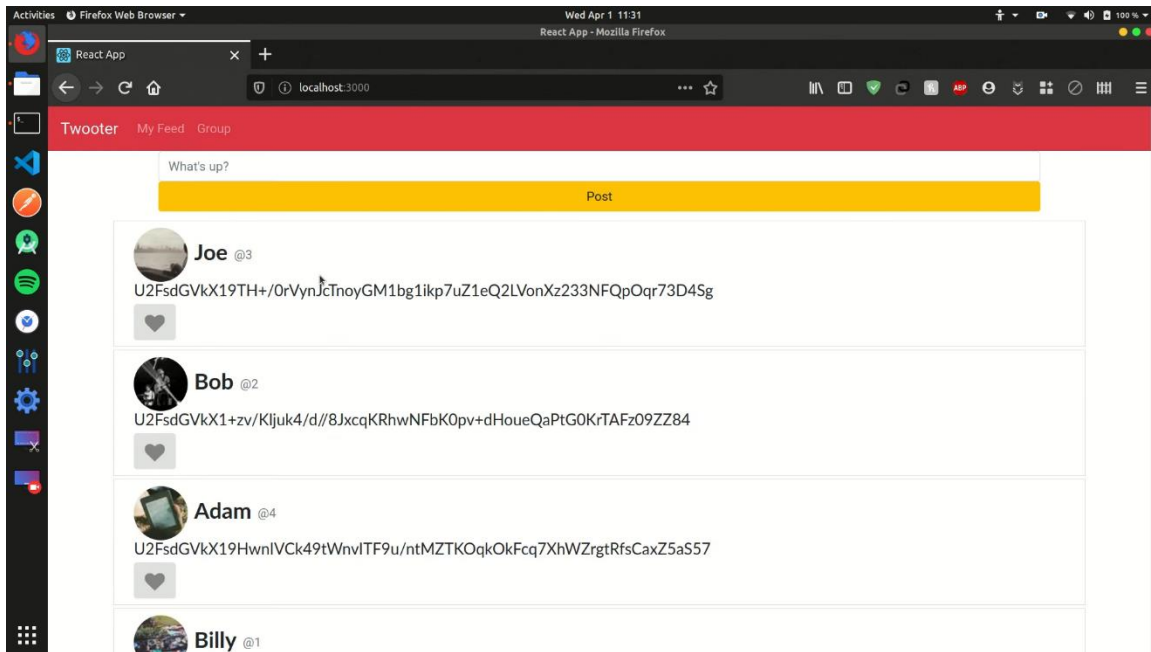 Activities Firefox Web Browser Wed Apr 1 11:31 100 %
React App - Mozilla Firefox
React App
localhost:3000 ABP
Twooter My Feed Group
What's up?
Post
Joe @3
U2FsdGVkX19TH+/0rVynJcTnoyGM1bg1ikp7uZ1eQ2LVonXz233NFQpOqr73D4Sg
Bob @2
U2FsdGVkX1+zv/Kljuk4/d//8JxcqKRhwNFbK0pv+dHoueQaPtG0KrTAFz09ZZ84
Adam @4
U2FsdGVkX19HwnlVCk49tWnvITF9u/ntMZTKOqkOkFcq7XhWZrgtRfsCaxZ5aS57
Billy @1